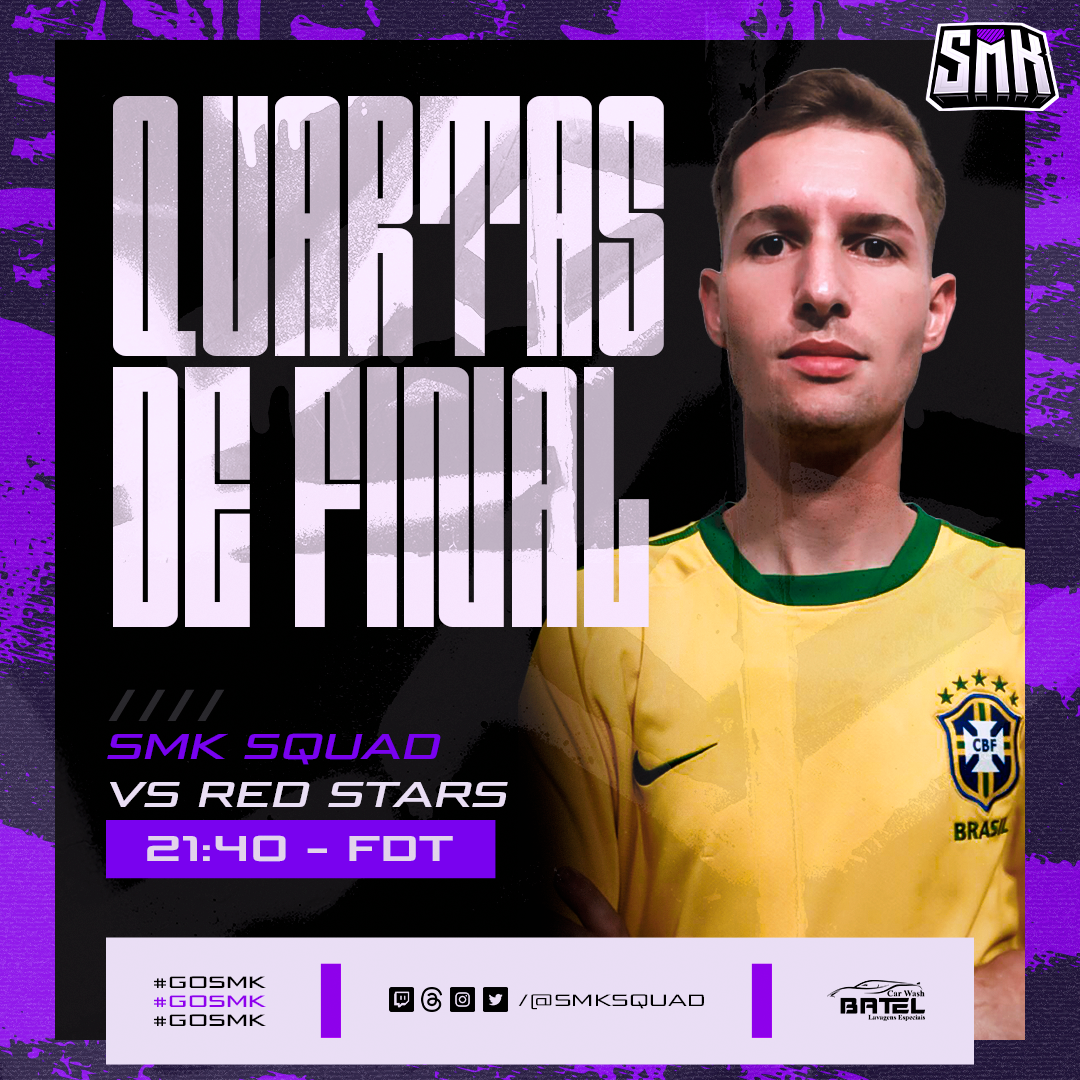 SMK
QUARTAS
DE FINAL
////
SMK SQUAD
VS RED STARS
21:40 - FDT
CBF
BRASIL
#GOSMK
#GOSMK
#GOSMK
/@SMKSQUAD
Car Wash
BATEL
Lavagens Especiais